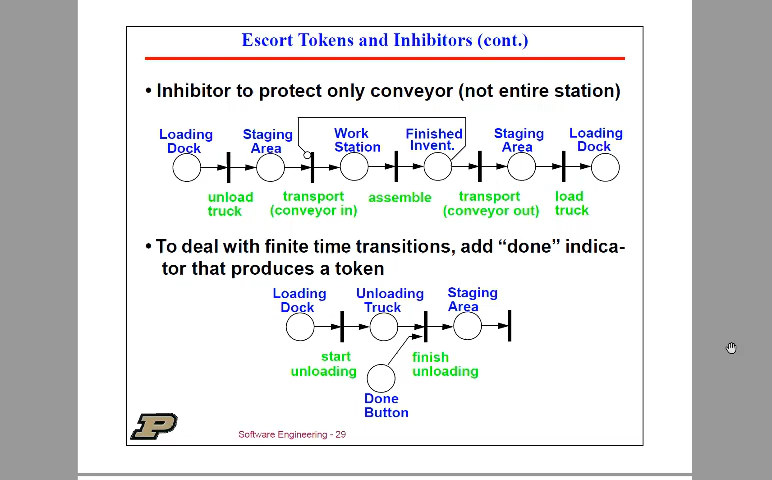 Escort Tokens and Inhibitors (cont.)
• Inhibitor to protect only conveyor (not entire station)
Loading Dock
Staging Area
Work Station
Finished Invent.
Staging Area
Loading Dock
unload truck
transport (conveyor in)
assemble
transport (conveyor out)
load truck
• To deal with finite time transitions, add “done” indica-
tor that produces a token
Loading Dock
Unloading Truck
Staging Area
start unloading
finish unloading
Done Button
P
Software Engineering - 29